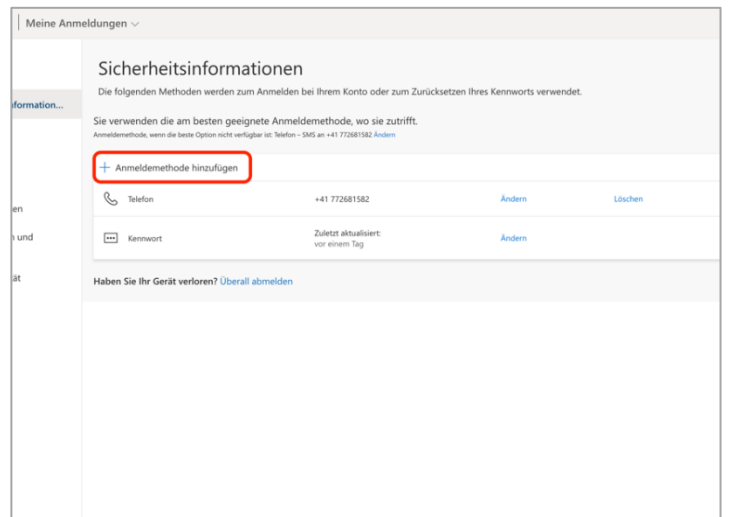 Meine Anmeldungen
Sicherheitsinformationen
Die folgenden Methoden werden zum Anmelden bei Ihrem Konto oder zum Zurücksetzen Ihres Kennworts verwendet.
formation...
Sie verwenden die am besten geeignete Anmeldemethode, wo sie zutrifft.
Anmeldemethode, wenn die beste Option nicht verfügbar ist: Telefon – SMS an +41 772681582 Ändern
+ Anmeldemethode hinzufügen
Telefon +41 772681582 Ändern Löschen
en
Kennwort Zuletzt aktualisiert: Ändern
vor einem Tag
und
ät
Haben Sie Ihr Gerät verloren? Überall abmelden